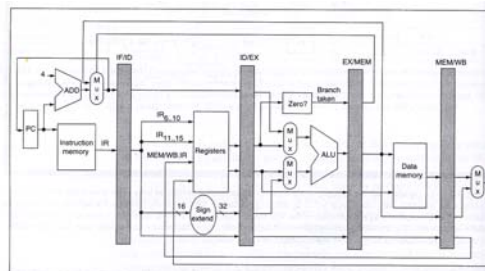 IF/ID
ID/EX
EX/MEM
MEM/WB
4
ADD
M u x
Zero?
Branch taken
PC
Instruction memory
IR
IR6..10
IR11..15
MEM/WB.IR
Registers
M u x
M u x
ALU
Data memory
M u x
16
Sign extend
32